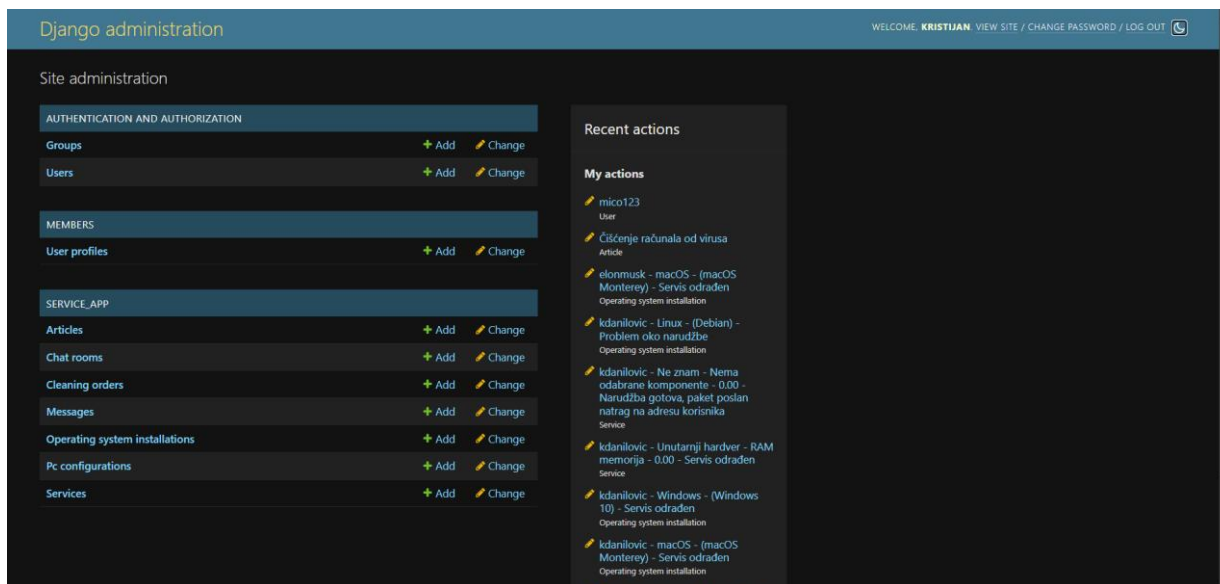 Django administration
WELCOME, KRISTIJAN. VIEW SITE / CHANGE PASSWORD / LOG OUT
Site administration
AUTHENTICATION AND AUTHORIZATION
Groups + Add Change
Users + Add Change
MEMBERS
User profiles + Add Change
SERVICE_APP
Articles + Add Change
Chat rooms + Add Change
Cleaning orders + Add Change
Messages + Add Change
Operating system installations + Add Change
Pc configurations + Add Change
Services + Add Change
Recent actions
My actions
mico123
User
Čišćenje računala od virusa
Article
elonmusk - macOS - (macOS
Monterey) - Servis odrađen
Operating system installation
kdanilovic - Linux - (Debian) -
Problem oko narudžbe
Operating system installation
kdanilovic - Ne znam - Nema
odabrane komponente - 0.00 -
Narudžba gotova, paket poslan
natrag na adresu korisnika
Service
kdanilovic - Unutarnji hardver - RAM
memorija - 0.00 - Servis odrađen
Service
kdanilovic - Windows - (Windows
10) - Servis odrađen
Operating system installation
kdanilovic - macOS - (macOS
Monterey) - Servis odrađen
Operating system installation